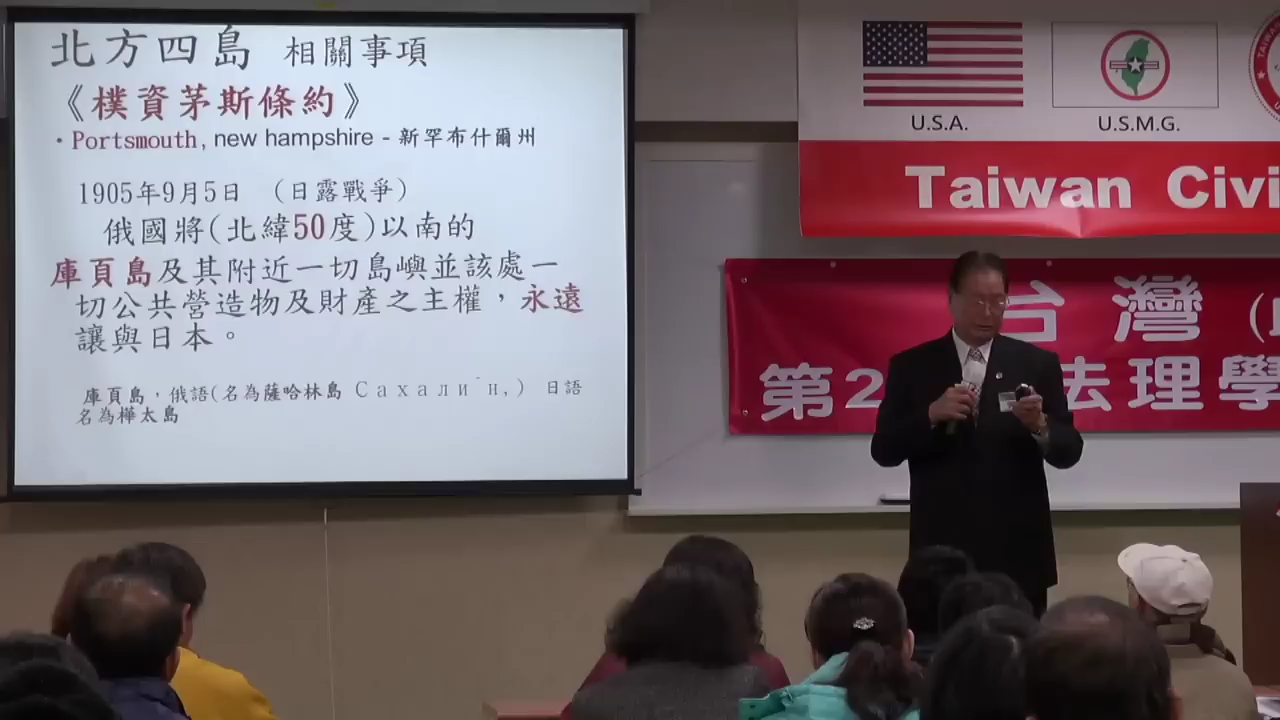 北方四島 相關事項
《樸資茅斯條約》
・Portsmouth, new hampshire - 新罕布什爾州
1905年9月5日 （日露戰爭）
俄國將(北緯50度)以南的
庫頁島及其附近一切島嶼並該處一
切公共營造物及財產之主權，永遠
讓與日本。
庫頁島，俄語(名為薩哈林島 Сахали´н,) 日語
名為樺太島
U.S.A.
U.S.M.G.
Taiwan Civi
台灣
第2
法理學